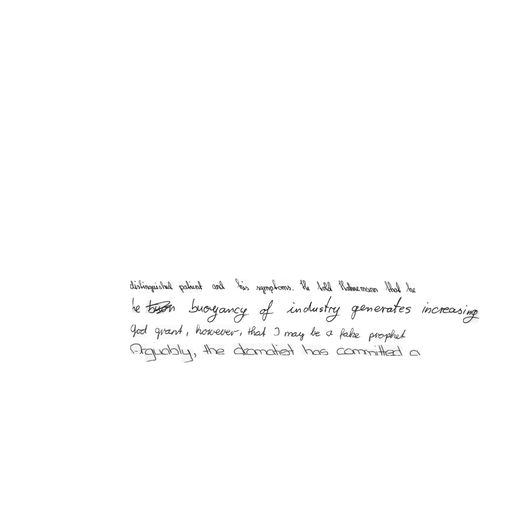 distinguished patient and his symptoms. He told Hahnemann that he
he buoyancy of industry generates increasing
God grant, however, that I may be a false prophet
Arguably, the dramatist has committed a